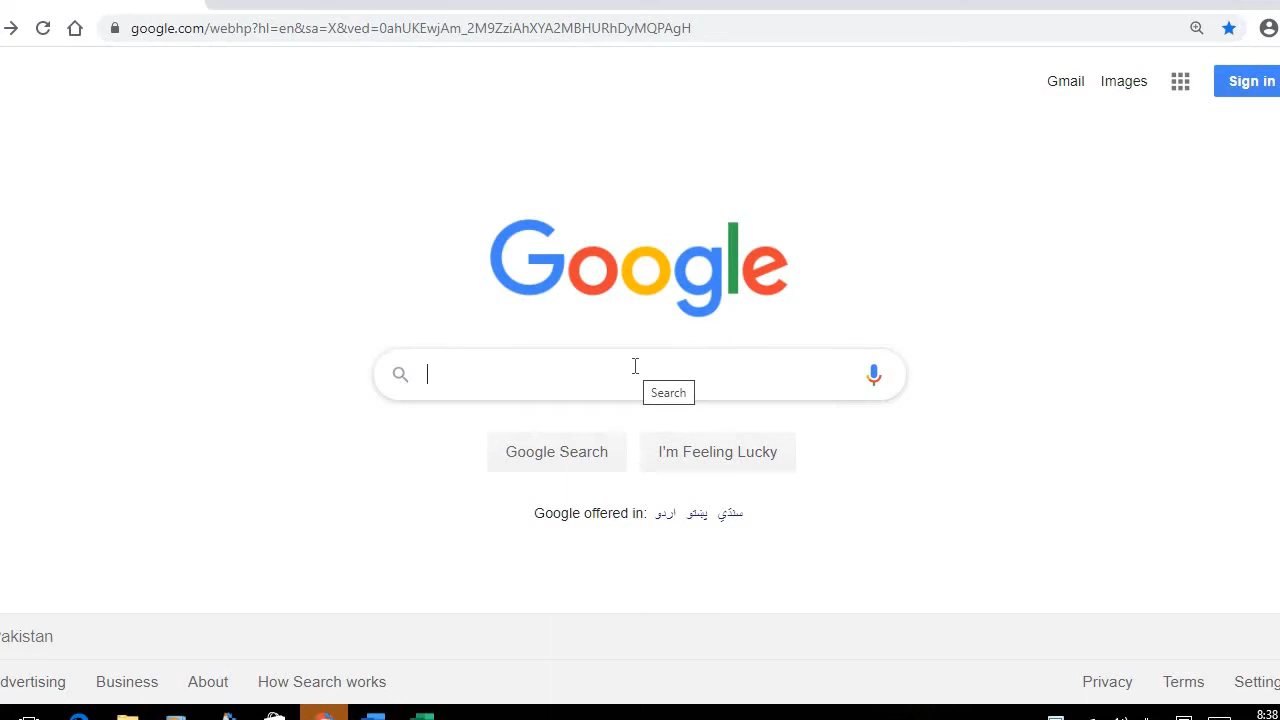 google.com/webhp?hl=en&sa=X&ved=0ahUKEwjAm_2M9ZziAhXYA2MBHURhDyMQPAgH
Gmail Images Sign in
Google
Search
Google Search I'm Feeling Lucky
Google offered in: اردو پښتو سنڌي
akistan
dvertising Business About How Search works Privacy Terms Setting
8:38